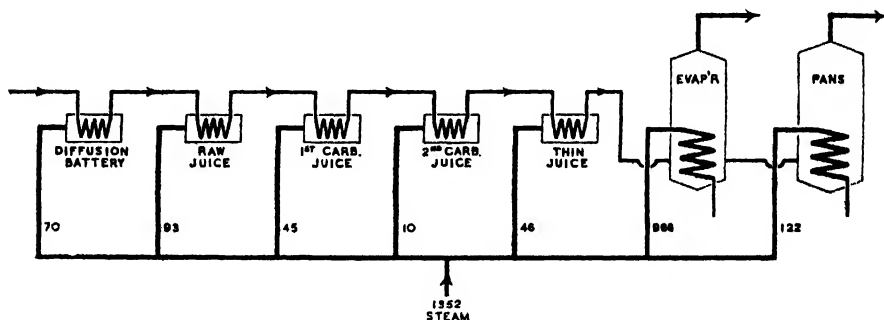 EVAP'R
PANS
DIFFUSION
BATTERY
RAW
JUICE
1ST CARB.
JUICE
2ND CARB.
JUICE
THIN
JUICE
70
93
45
10
46
966
122
1352
STEAM